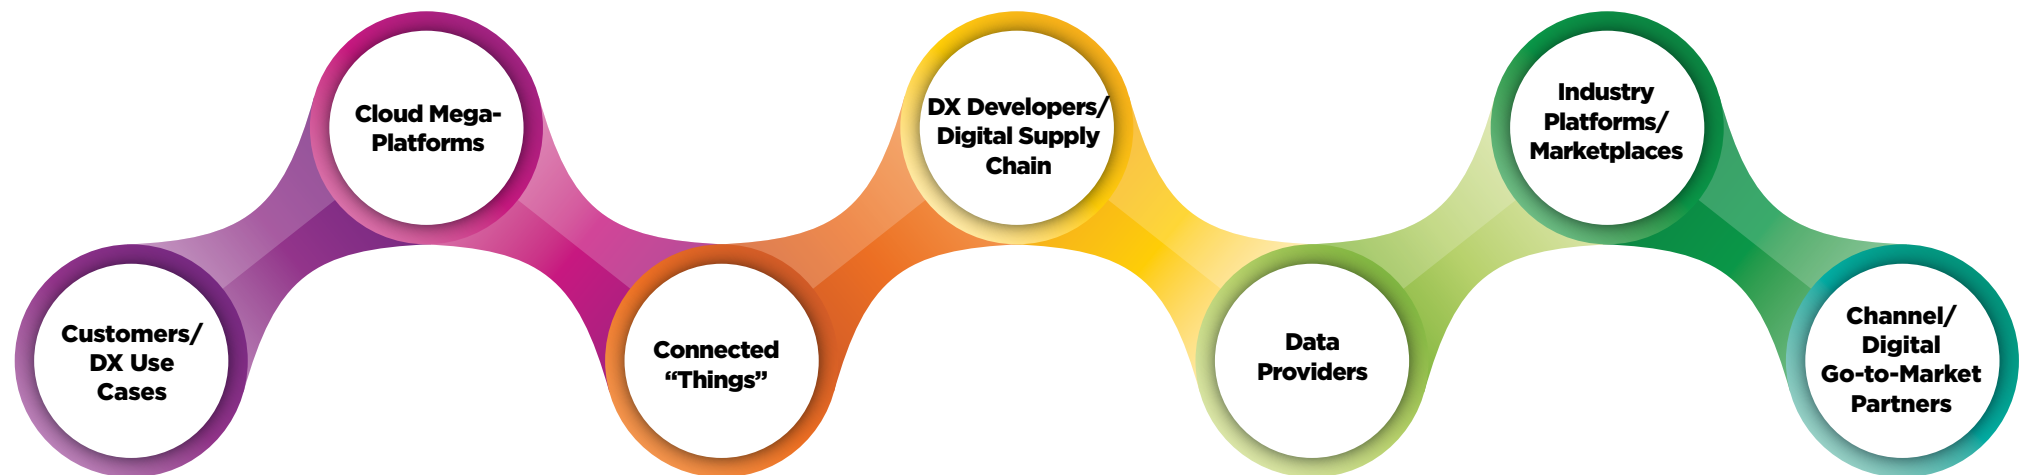 Customers/
DX Use
Cases
Cloud Mega-
Platforms
Connected
“Things”
DX Developers/
Digital Supply
Chain
Data
Providers
Industry
Platforms/
Marketplaces
Channel/
Digital
Go-to-Market
Partners